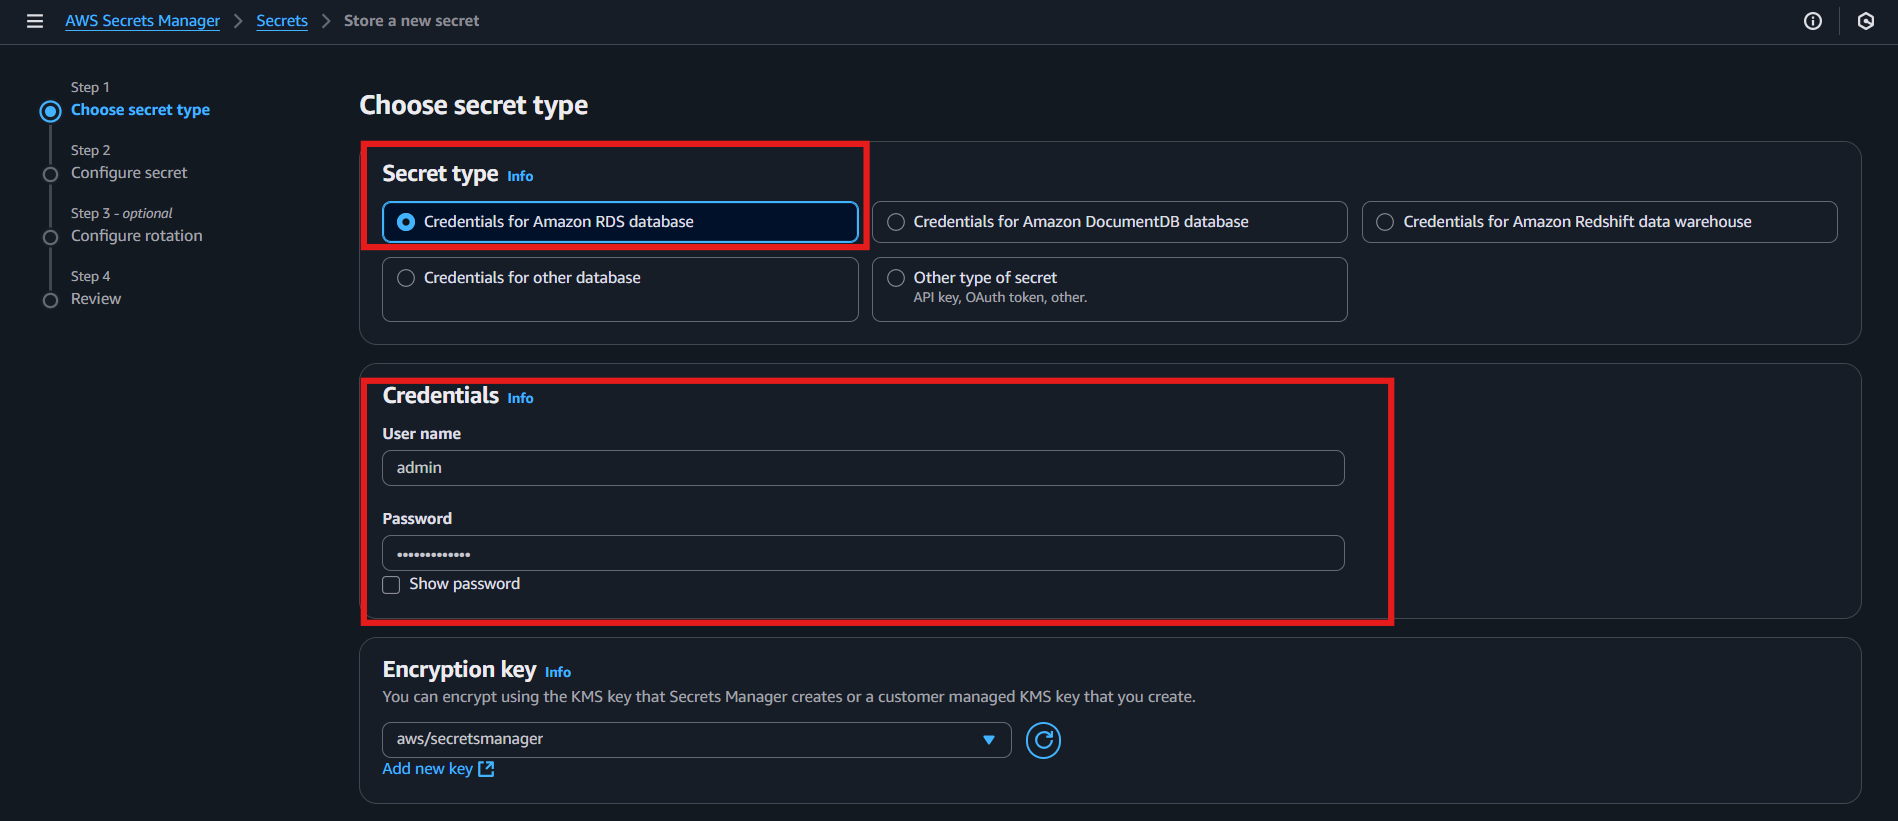 AWS Secrets Manager > Secrets > Store a new secret
Step 1
Choose secret type
Step 2
Configure secret
Step 3 - optional
Configure rotation
Step 4
Review
Choose secret type
Secret type Info
Credentials for Amazon RDS database
Credentials for Amazon DocumentDB database
Credentials for Amazon Redshift data warehouse
Credentials for other database
Other type of secret
API key, OAuth token, other.
Credentials Info
User name
admin
Password
•••••••••••••
Show password
Encryption key Info
You can encrypt using the KMS key that Secrets Manager creates or a customer managed KMS key that you create.
aws/secretsmanager
Add new key